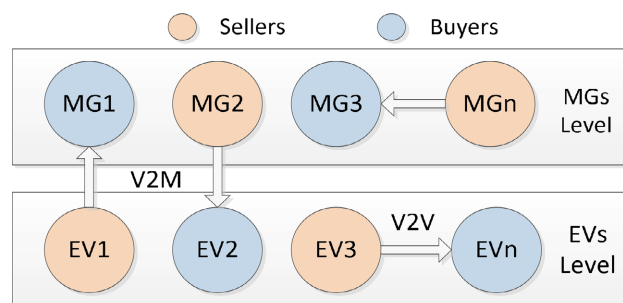 Sellers Buyers
MG1 MG2 MG3 MGn MGs
Level
V2M
EV1 EV2 EV3 V2V EVn EVs
Level